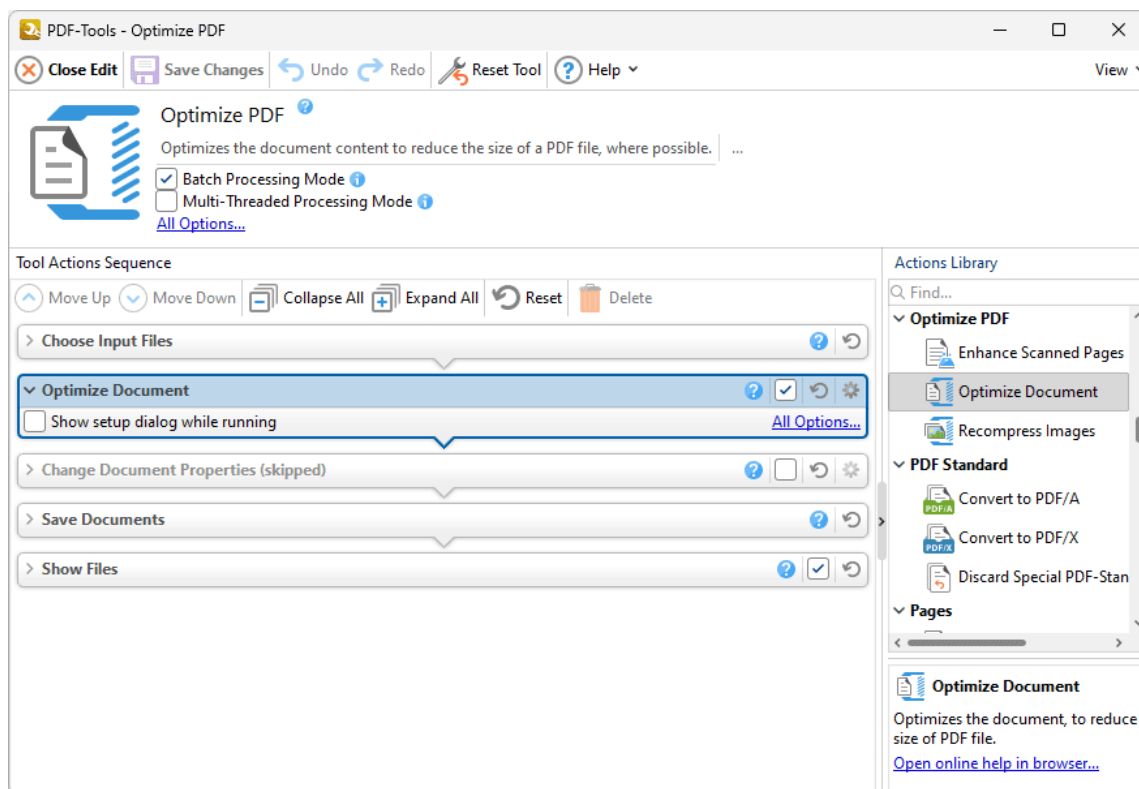 PDF-Tools - Optimize PDF
Close Edit Save Changes Undo Redo Reset Tool ? Help View
Optimize PDF ?
Optimizes the document content to reduce the size of a PDF file, where possible. ...
Batch Processing Mode i
Multi-Threaded Processing Mode i
All Options...
Tool Actions Sequence
Move Up Move Down Collapse All Expand All Reset Delete
Choose Input Files ?
Optimize Document ?
Show setup dialog while running All Options...
Change Document Properties (skipped) ?
Save Documents ?
Show Files ?
Actions Library
Find...
Optimize PDF
Enhance Scanned Pages
Optimize Document
Recompress Images
PDF Standard
PDF/A Convert to PDF/A
PDF/X Convert to PDF/X
Discard Special PDF-Stan
Pages
Optimize Document
Optimizes the document, to reduce
size of PDF file.
Open online help in browser...